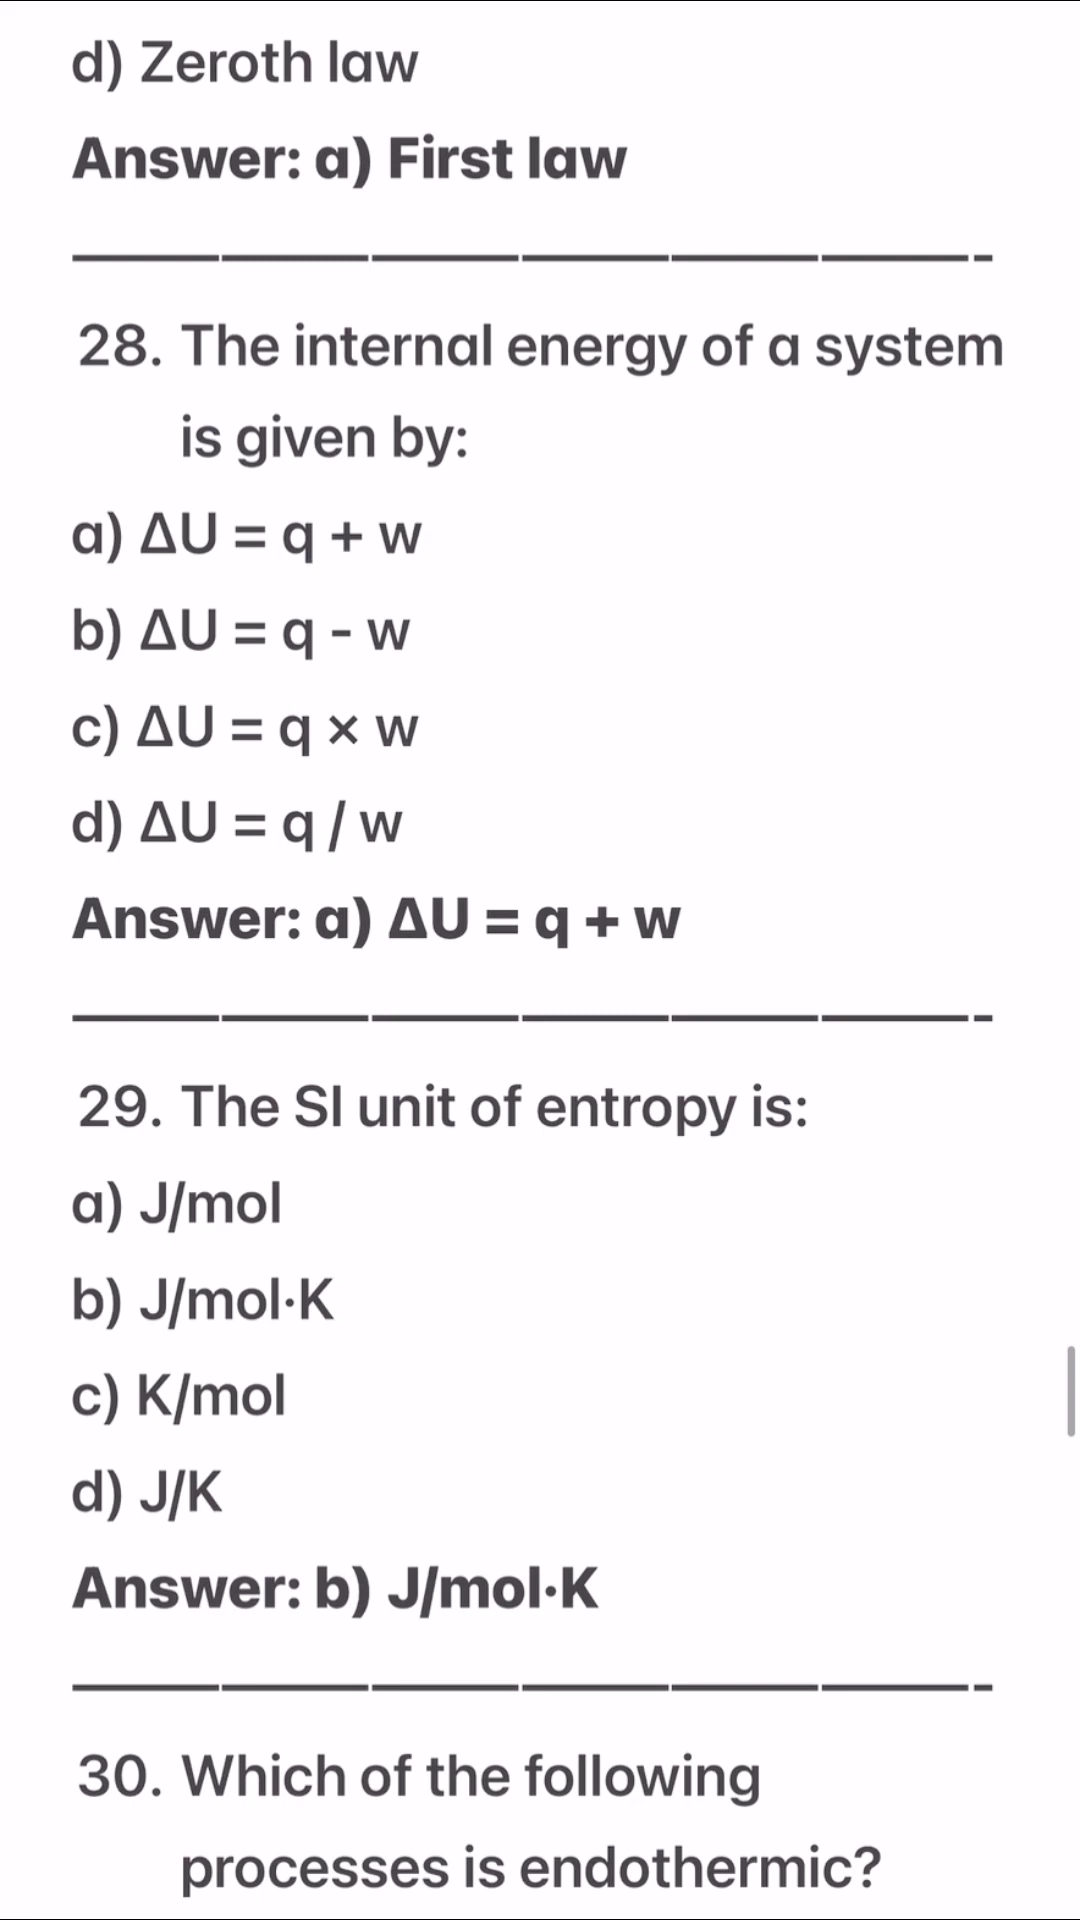 d) Zeroth law
Answer: a) First law
——————————————————-
28. The internal energy of a system
is given by:
a) ΔU = q + w
b) ΔU = q - w
c) ΔU = q × w
d) ΔU = q / w
Answer: a) ΔU = q + w
——————————————————-
29. The SI unit of entropy is:
a) J/mol
b) J/mol·K
c) K/mol
d) J/K
Answer: b) J/mol·K
——————————————————-
30. Which of the following
processes is endothermic?